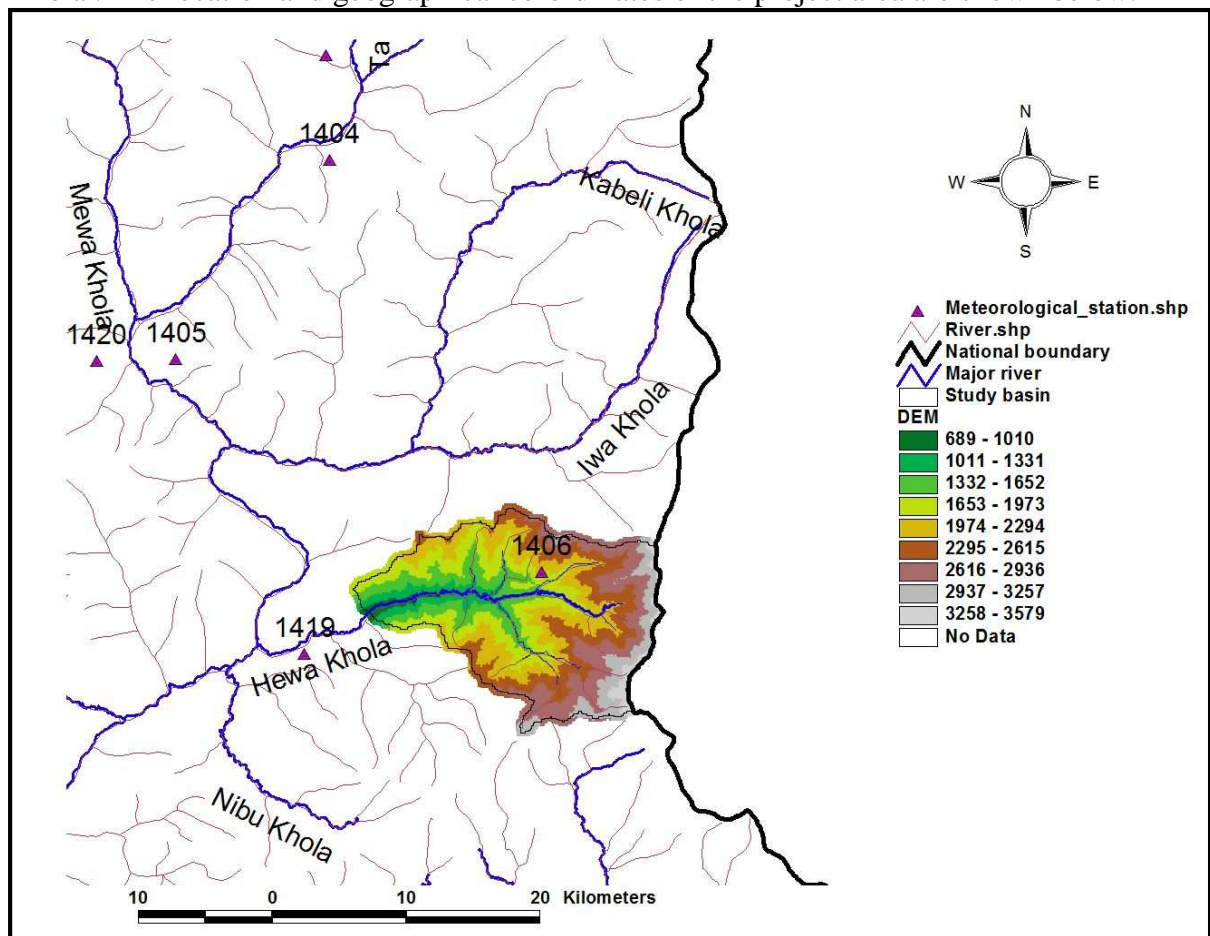 Ta
1404
Kabeli Khola
Mewa Khola
1420
1405
Iwa Khola
1406
1419
Hewa Khola
Nibu Khola
N
W
E
S
Meteorological_station.shp
River.shp
National boundary
Major river
Study basin
DEM
689 - 1010
1011 - 1331
1332 - 1652
1653 - 1973
1974 - 2294
2295 - 2615
2616 - 2936
2937 - 3257
3258 - 3579
No Data
10 0 10 20 Kilometers